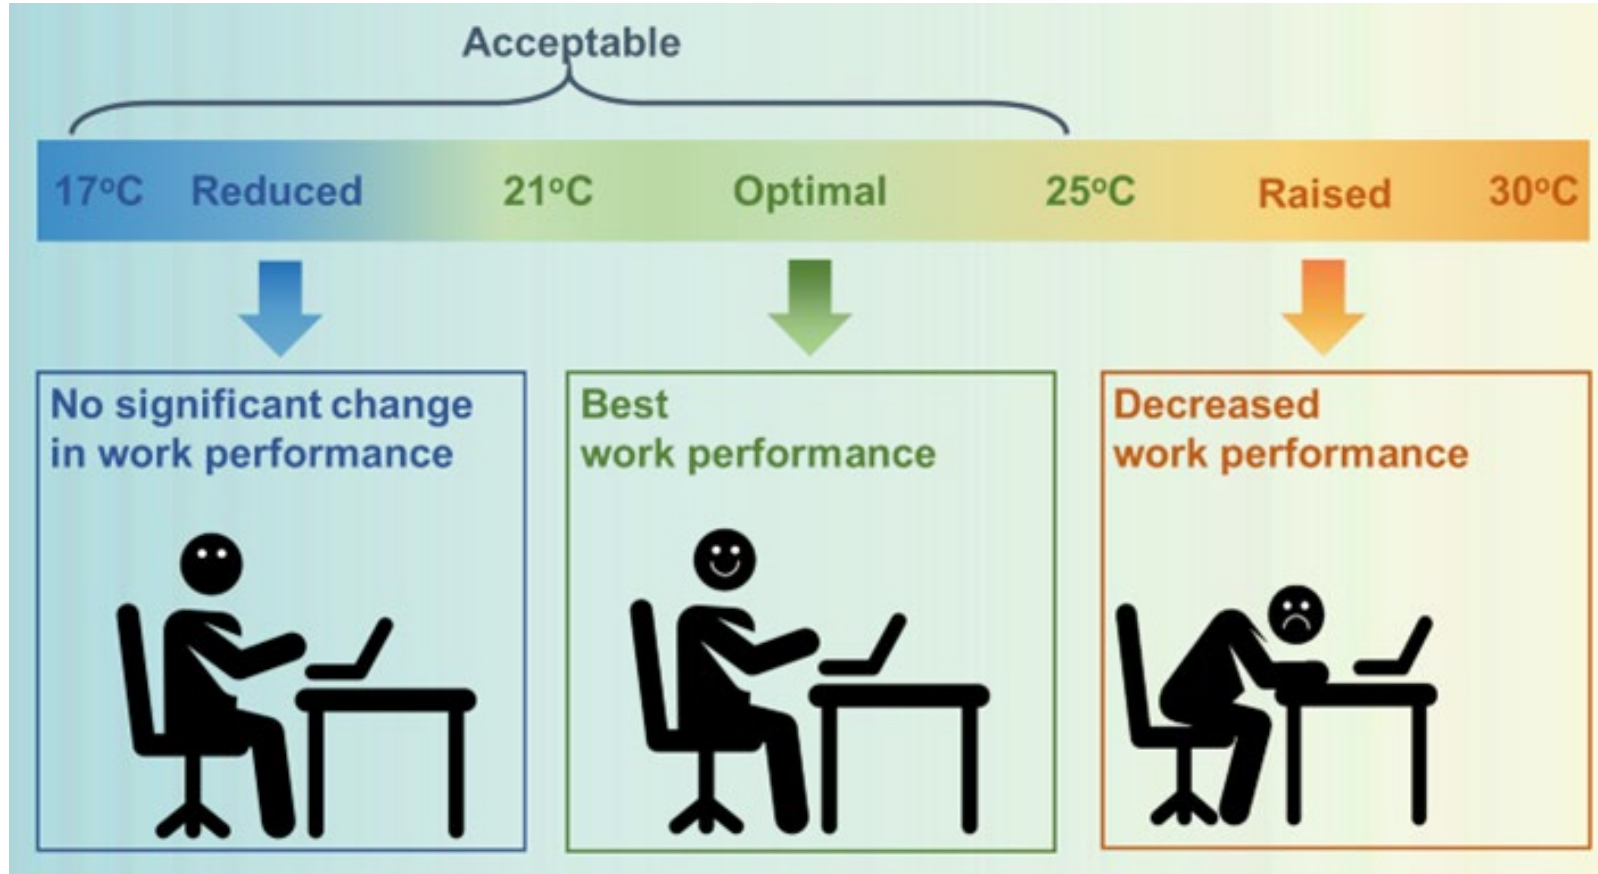 Acceptable
17°C Reduced 21°C Optimal 25°C Raised 30°C
No significant change
in work performance
Best
work performance
Decreased
work performance